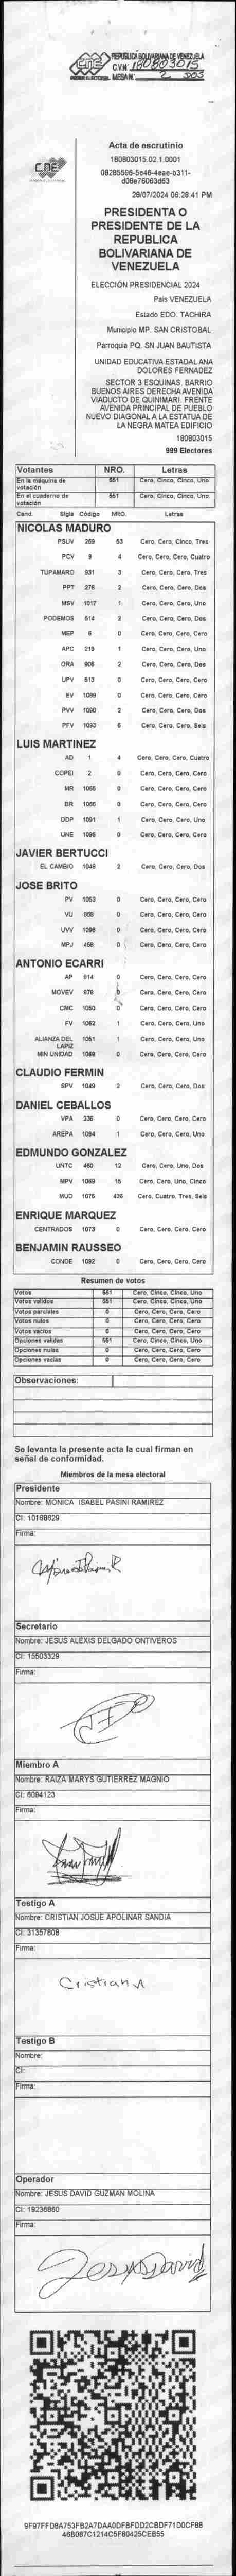 cne
REPÚBLICA BOLIVARIANA DE VENEZUELA
C.V.N° 180803015
MESA N° 2 303
PODER ELECTORAL
cne
Acta de escrutinio
180803015.02.1.0001
08285596-5e46-4eae-b311-
d08e76063d63
28/07/2024 06:28:41 PM
PRESIDENTA O
PRESIDENTE DE LA
REPUBLICA
BOLIVARIANA DE
VENEZUELA
ELECCIÓN PRESIDENCIAL 2024
País VENEZUELA
Estado EDO. TACHIRA
Municipio MP. SAN CRISTOBAL
Parroquia PQ. SN JUAN BAUTISTA
UNIDAD EDUCATIVA ESTADAL ANA
DOLORES FERNADEZ
SECTOR 3 ESQUINAS. BARRIO
BUENOS AIRES DERECHA AVENIDA
VIADUCTO DE QUINIMARI. FRENTE
AVENIDA PRINCIPAL DE PUEBLO
NUEVO DIAGONAL A LA ESTATUA DE
LA NEGRA MATEA EDIFICIO
180803015
999 Electores
Votantes NRO. Letras
En la máquina de votación 551 Cero, Cinco, Cinco, Uno
En el cuaderno de votación 551 Cero, Cinco, Cinco, Uno
Cand. Sigla Código NRO. Letras
NICOLAS MADURO
PSUV 269 53 Cero, Cero, Cinco, Tres
PCV 9 4 Cero, Cero, Cero, Cuatro
TUPAMARO 931 3 Cero, Cero, Cero, Tres
PPT 276 2 Cero, Cero, Cero, Dos
MSV 1017 1 Cero, Cero, Cero, Uno
PODEMOS 514 2 Cero, Cero, Cero, Dos
MEP 6 0 Cero, Cero, Cero, Cero
APC 219 1 Cero, Cero, Cero, Uno
ORA 906 2 Cero, Cero, Cero, Dos
UPV 513 0 Cero, Cero, Cero, Cero
EV 1089 0 Cero, Cero, Cero, Cero
PVV 1090 2 Cero, Cero, Cero, Dos
PFV 1093 6 Cero, Cero, Cero, Seis
LUIS MARTINEZ
AD 1 4 Cero, Cero, Cero, Cuatro
COPEI 2 0 Cero, Cero, Cero, Cero
MR 1065 0 Cero, Cero, Cero, Cero
BR 1066 0 Cero, Cero, Cero, Cero
DDP 1091 1 Cero, Cero, Cero, Uno
UNE 1095 0 Cero, Cero, Cero, Cero
JAVIER BERTUCCI
EL CAMBIO 1048 2 Cero, Cero, Cero, Dos
JOSE BRITO
PV 1053 0 Cero, Cero, Cero, Cero
VU 868 0 Cero, Cero, Cero, Cero
UVV 1096 0 Cero, Cero, Cero, Cero
MPJ 458 0 Cero, Cero, Cero, Cero
ANTONIO ECARRI
AP 814 0 Cero, Cero, Cero, Cero
MOVEV 970 0 Cero, Cero, Cero, Cero
CMC 1050 0 Cero, Cero, Cero, Cero
FV 1062 1 Cero, Cero, Cero, Uno
ALIANZA DEL LAPIZ 1051 1 Cero, Cero, Cero, Uno
MIN UNIDAD 1068 0 Cero, Cero, Cero, Cero
CLAUDIO FERMIN
SPV 1049 2 Cero, Cero, Cero, Dos
DANIEL CEBALLOS
VPA 236 0 Cero, Cero, Cero, Cero
AREPA 1094 1 Cero, Cero, Cero, Uno
EDMUNDO GONZALEZ
UNTC 460 12 Cero, Cero, Uno, Dos
MPV 1069 15 Cero, Cero, Uno, Cinco
MUD 1075 436 Cero, Cuatro, Tres, Seis
ENRIQUE MARQUEZ
CENTRADOS 1073 0 Cero, Cero, Cero, Cero
BENJAMIN RAUSSEO
CONDE 1092 0 Cero, Cero, Cero, Cero
Resumen de votos
Votos 551 Cero, Cinco, Cinco, Uno
Votos válidos 551 Cero, Cinco, Cinco, Uno
Votos parciales 0 Cero, Cero, Cero, Cero
Votos nulos 0 Cero, Cero, Cero, Cero
Votos vacíos 0 Cero, Cero, Cero, Cero
Opciones válidas 551 Cero, Cinco, Cinco, Uno
Opciones nulas 0 Cero, Cero, Cero, Cero
Opciones vacías 0 Cero, Cero, Cero, Cero
Observaciones:
Se levanta la presente acta la cual firman en
señal de conformidad.
Miembros de la mesa electoral
Presidente
Nombre: MONICA ISABEL PASINI RAMIREZ
CI: 10168629
Firma:
Secretario
Nombre: JESUS ALEXIS DELGADO ONTIVEROS
CI: 15503329
Firma:
Miembro A
Nombre: RAIZA MARYS GUTIERREZ MAGNIO
CI: 6094123
Firma:
Testigo A
Nombre: CRISTIAN JOSUE APOLINAR SANDIA
CI: 31357808
Firma:
Cristian A
Testigo B
Nombre:
CI:
Firma:
Operador
Nombre: JESUS DAVID GUZMAN MOLINA
CI: 19236860
Firma:
Jesus David
9F97FFD8A753FB2A7DAA0DFBFDD2CBDF71D0CF88
46B087C1214C5F80425CEB55